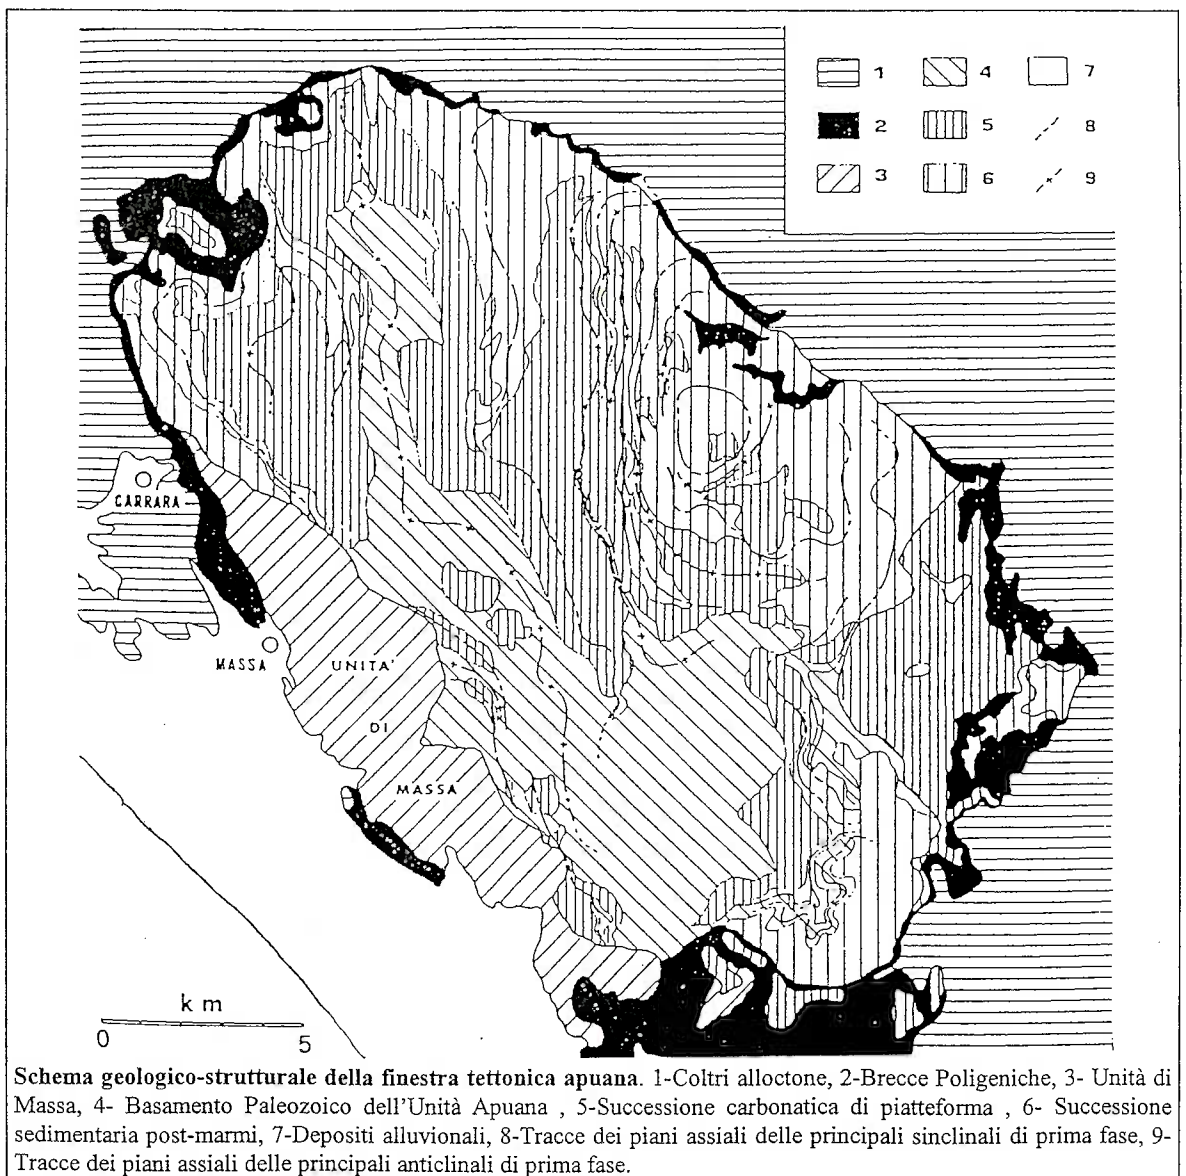 1 4 7
2 5 8
3 6 9
CARRARA
MASSA
UNITA'
DI
MASSA
km
0 5
Schema geologico-strutturale della finestra tettonica apuana. 1-Coltri alloctone, 2-Brecce Poligeniche, 3- Unità di
Massa, 4- Basamento Paleozoico dell'Unità Apuana , 5-Successione carbonatica di piatteforma , 6- Successione
sedimentaria post-marmi, 7-Depositi alluvionali, 8-Tracce dei piani assiali delle principali sinclinali di prima fase, 9-
Tracce dei piani assiali delle principali anticlinali di prima fase.